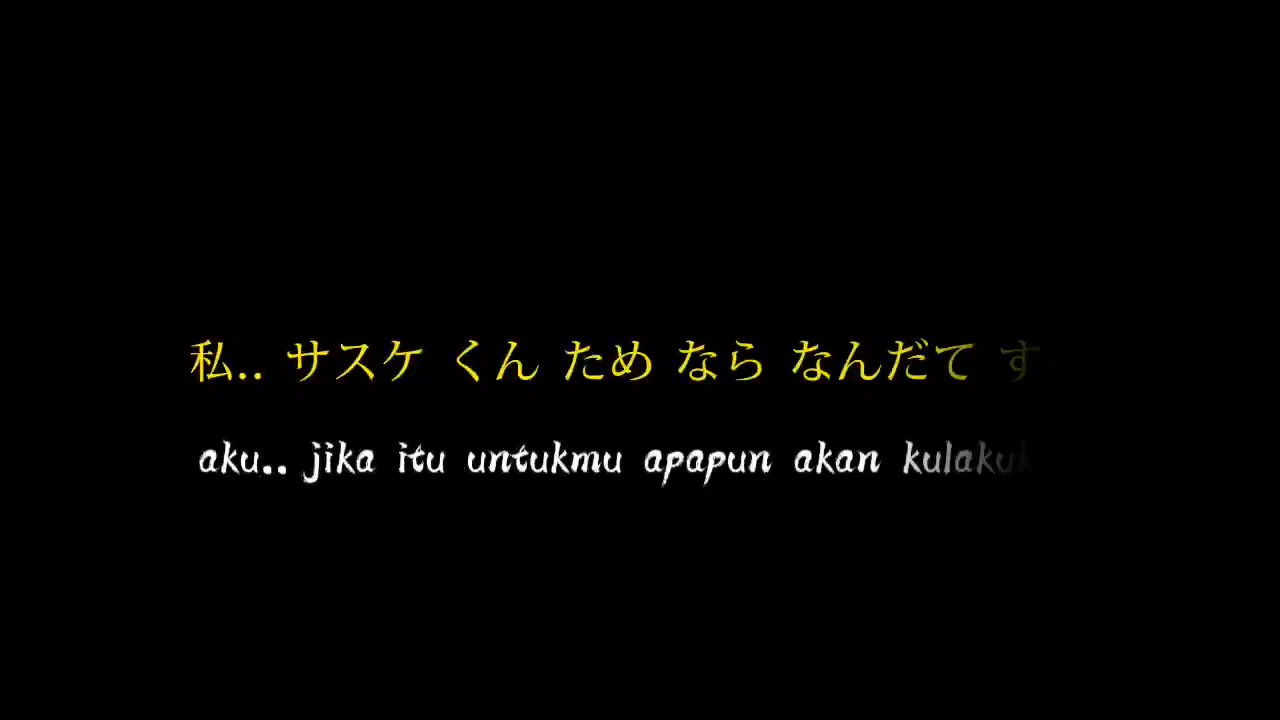 私.. サスケ くん ため なら なんだて す
aku.. jika itu untukmu apapun akan